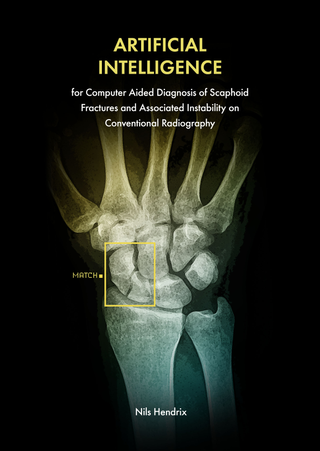 ARTIFICIAL
INTELLIGENCE
for Computer Aided Diagnosis of Scaphoid
Fractures and Associated Instability on
Conventional Radiography
MATCH
Nils Hendrix